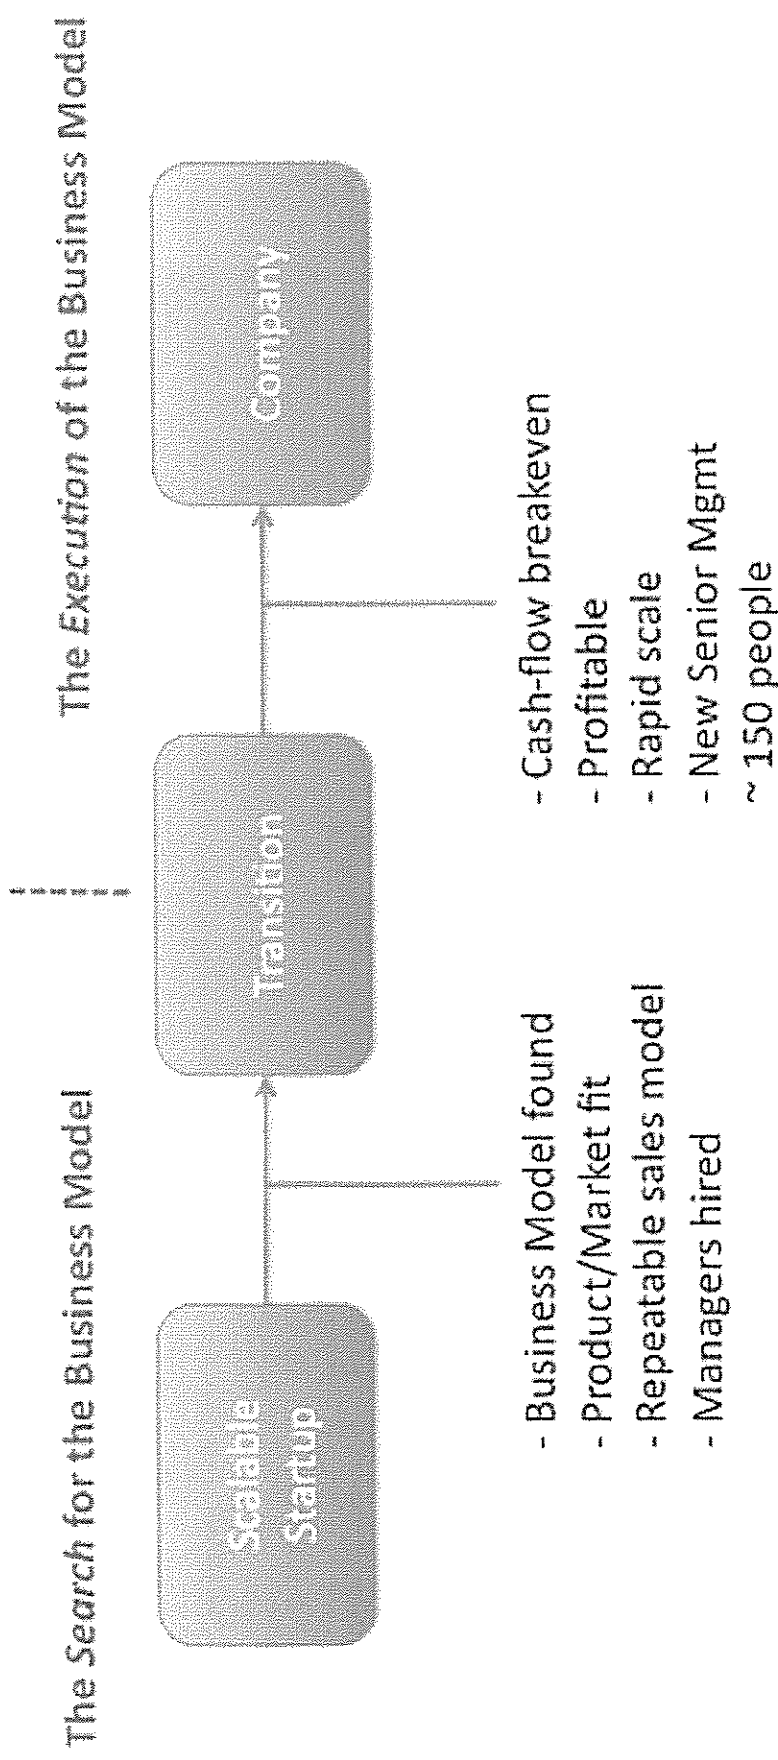 The Search for the Business Model
The Execution of the Business Model
Scalable
Startup
Transition
Company
- Business Model found
- Product/Market fit
- Repeatable sales model
- Managers hired
- Cash-flow breakeven
- Profitable
- Rapid scale
- New Senior Mgmt
~ 150 people